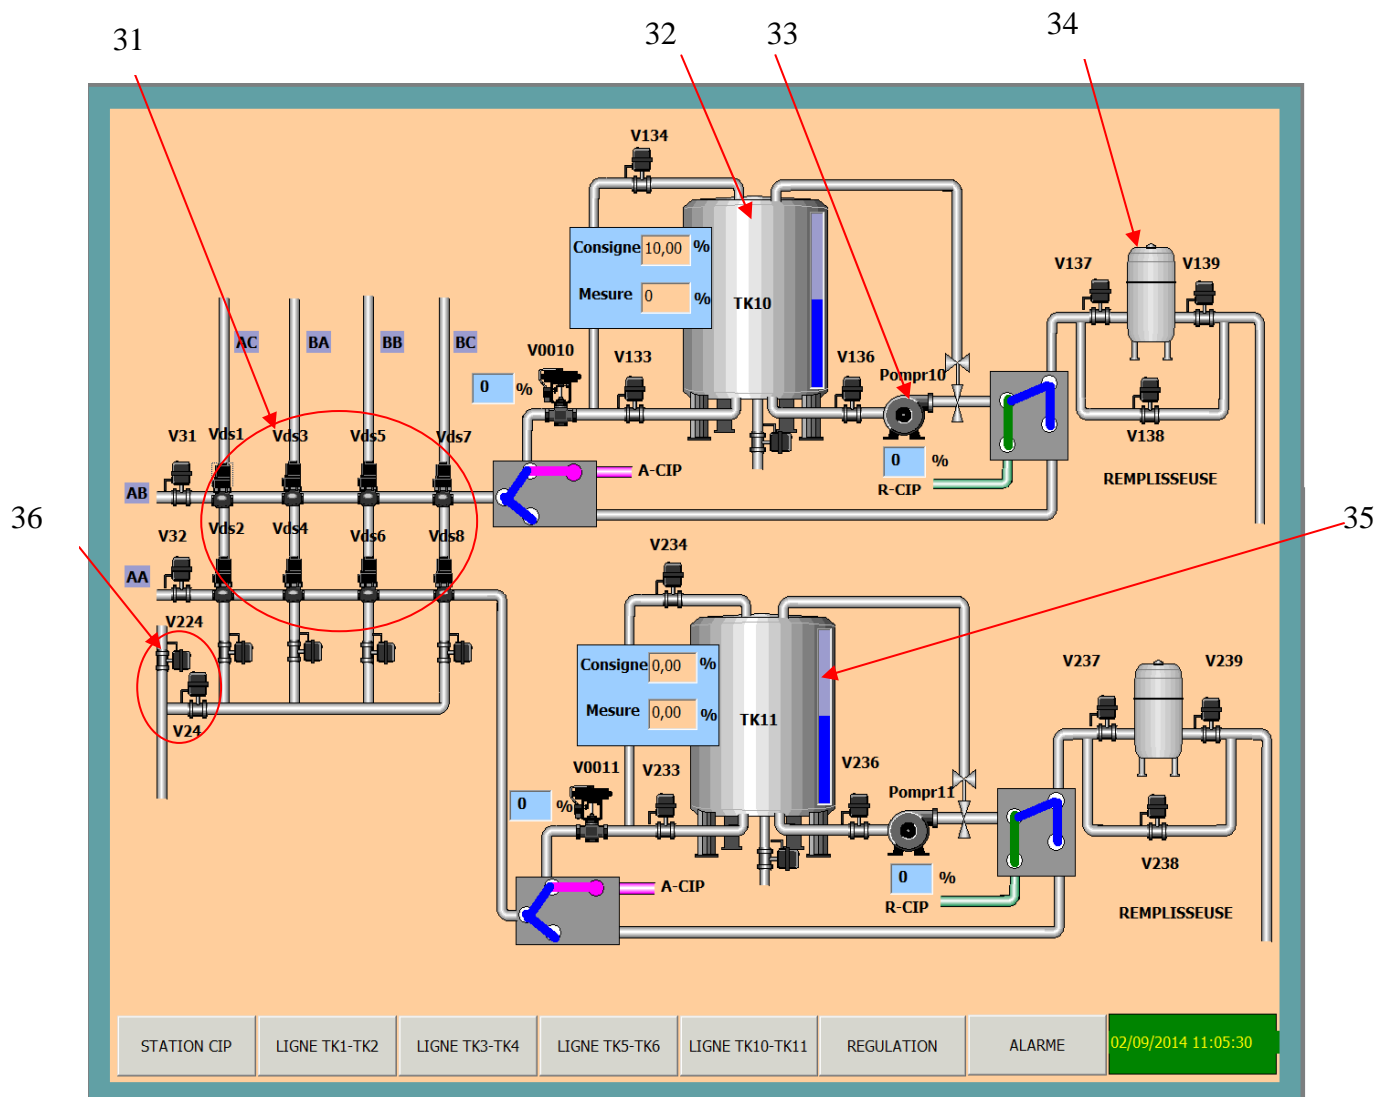 31
32
33
34
V134
Consigne 10,00 %
Mesure 0 %
TK10
V137
V139
AC
BA
BB
BC
V0010
V133
V136
Pompr10
0 %
V31
Vds1
Vds3
Vds5
Vds7
V138
0 %
A-CIP
R-CIP
REMPLISSEUSE
AB
36
35
V32
Vds2
Vds4
Vds6
Vds8
V234
AA
V224
Consigne 0,00 %
Mesure 0,00 %
TK11
V237
V239
V24
V0011
V233
V236
Pompr11
0 %
V238
0 %
A-CIP
R-CIP
REMPLISSEUSE
STATION CIP
LIGNE TK1-TK2
LIGNE TK3-TK4
LIGNE TK5-TK6
LIGNE TK10-TK11
REGULATION
ALARME
02/09/2014 11:05:30